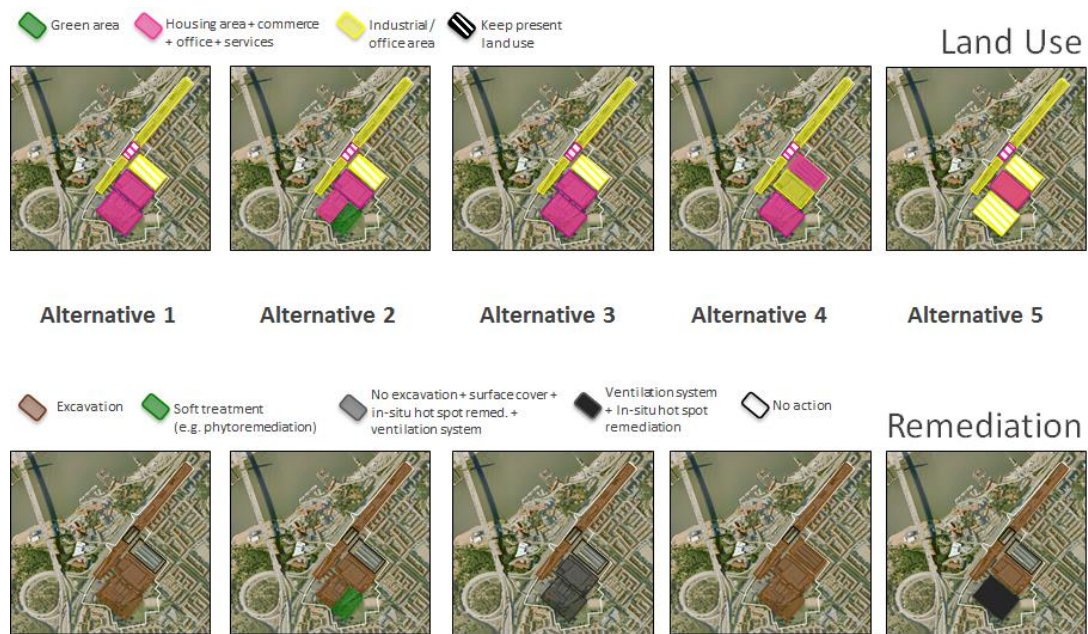 Green area
Housing area + commerce
+ office + services
Industrial/
office area
Keep present
land use
Land Use
Alternative 1
Alternative 2
Alternative 3
Alternative 4
Alternative 5
Excavation
Soft treatment
(e.g. phytoremediation)
No excavation + surface cover +
in-situ hot spot remed. +
ventilation system
Ventilation system
+ In-situ hot spot
remediation
No action
Remediation